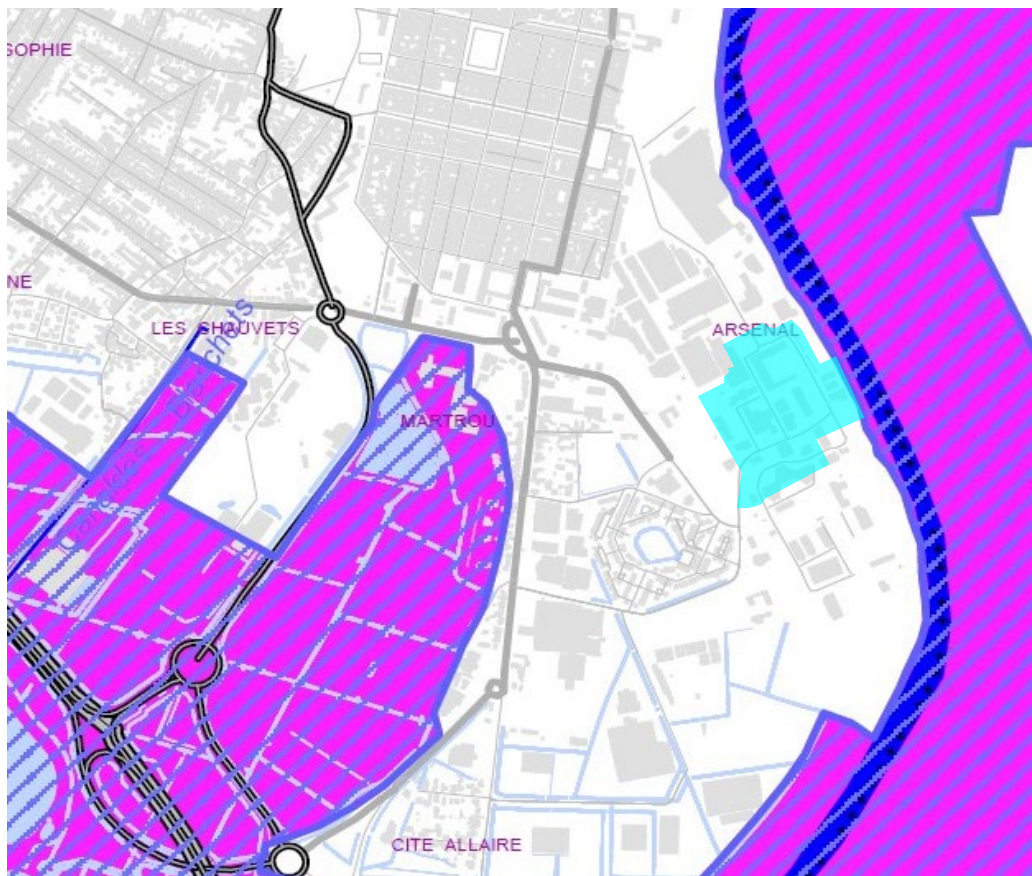 SOPHIE
NE
LES CHAUVETS
ARSENAL
MARTROU
CITE ALLAIRE